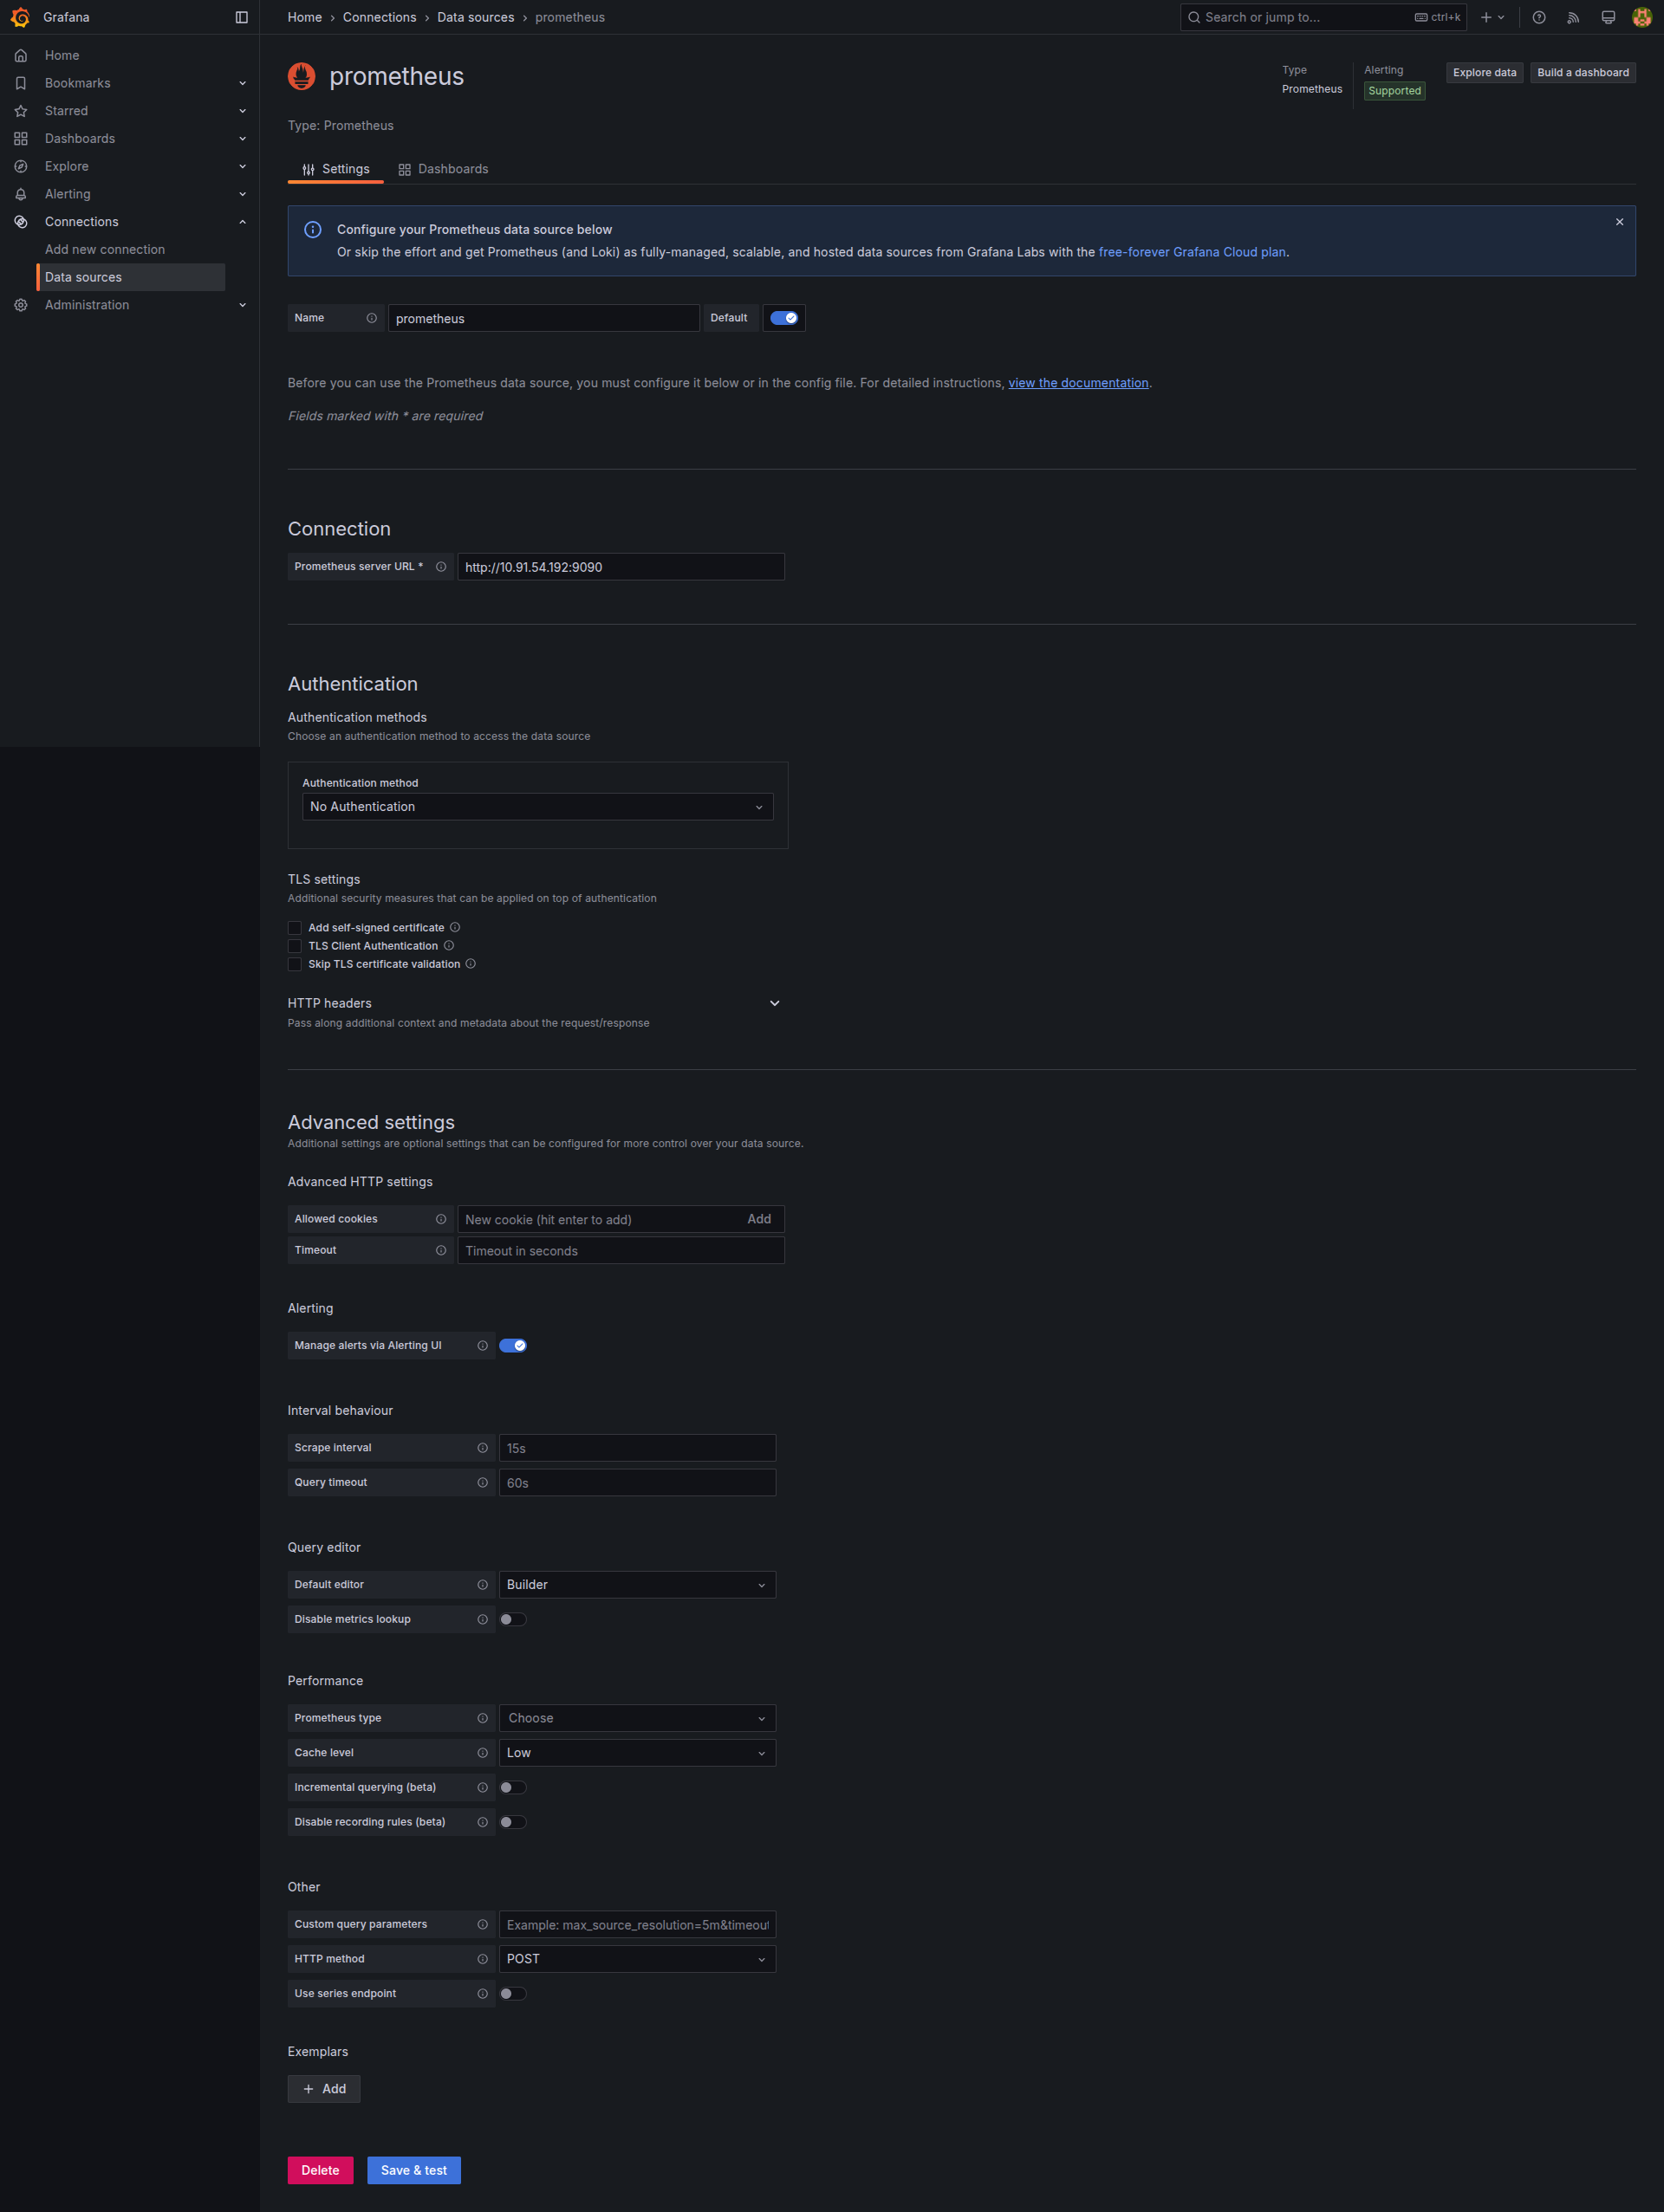 Grafana
Home › Connections › Data sources › prometheus
Search or jump to... ctrl+k
Home
Bookmarks
Starred
Dashboards
Explore
Alerting
Connections
Add new connection
Data sources
Administration
prometheus
Type
Prometheus
Alerting
Supported
Explore data
Build a dashboard
Type: Prometheus
Settings
Dashboards
Configure your Prometheus data source below
Or skip the effort and get Prometheus (and Loki) as fully-managed, scalable, and hosted data sources from Grafana Labs with the free-forever Grafana Cloud plan.
Name prometheus Default
Before you can use the Prometheus data source, you must configure it below or in the config file. For detailed instructions, view the documentation.
Fields marked with * are required
Connection
Prometheus server URL * http://10.91.54.192:9090
Authentication
Authentication methods
Choose an authentication method to access the data source
Authentication method
No Authentication
TLS settings
Additional security measures that can be applied on top of authentication
Add self-signed certificate
TLS Client Authentication
Skip TLS certificate validation
HTTP headers
Pass along additional context and metadata about the request/response
Advanced settings
Additional settings are optional settings that can be configured for more control over your data source.
Advanced HTTP settings
Allowed cookies New cookie (hit enter to add) Add
Timeout Timeout in seconds
Alerting
Manage alerts via Alerting UI
Interval behaviour
Scrape interval 15s
Query timeout 60s
Query editor
Default editor Builder
Disable metrics lookup
Performance
Prometheus type Choose
Cache level Low
Incremental querying (beta)
Disable recording rules (beta)
Other
Custom query parameters Example: max_source_resolution=5m&timeout
HTTP method POST
Use series endpoint
Exemplars
+ Add
Delete Save & test